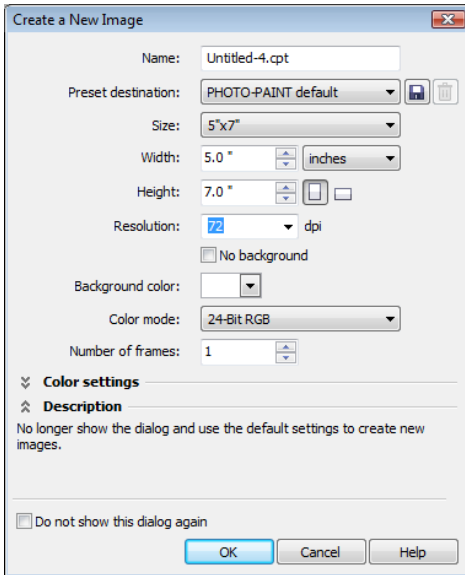 Create a New Image
Name: Untitled-4.cpt
Preset destination: PHOTO-PAINT default
Size: 5"x7"
Width: 5.0 " inches
Height: 7.0 "
Resolution: 72 dpi
No background
Background color:
Color mode: 24-Bit RGB
Number of frames: 1
Color settings
Description
No longer show the dialog and use the default settings to create new
images.
Do not show this dialog again
OK Cancel Help